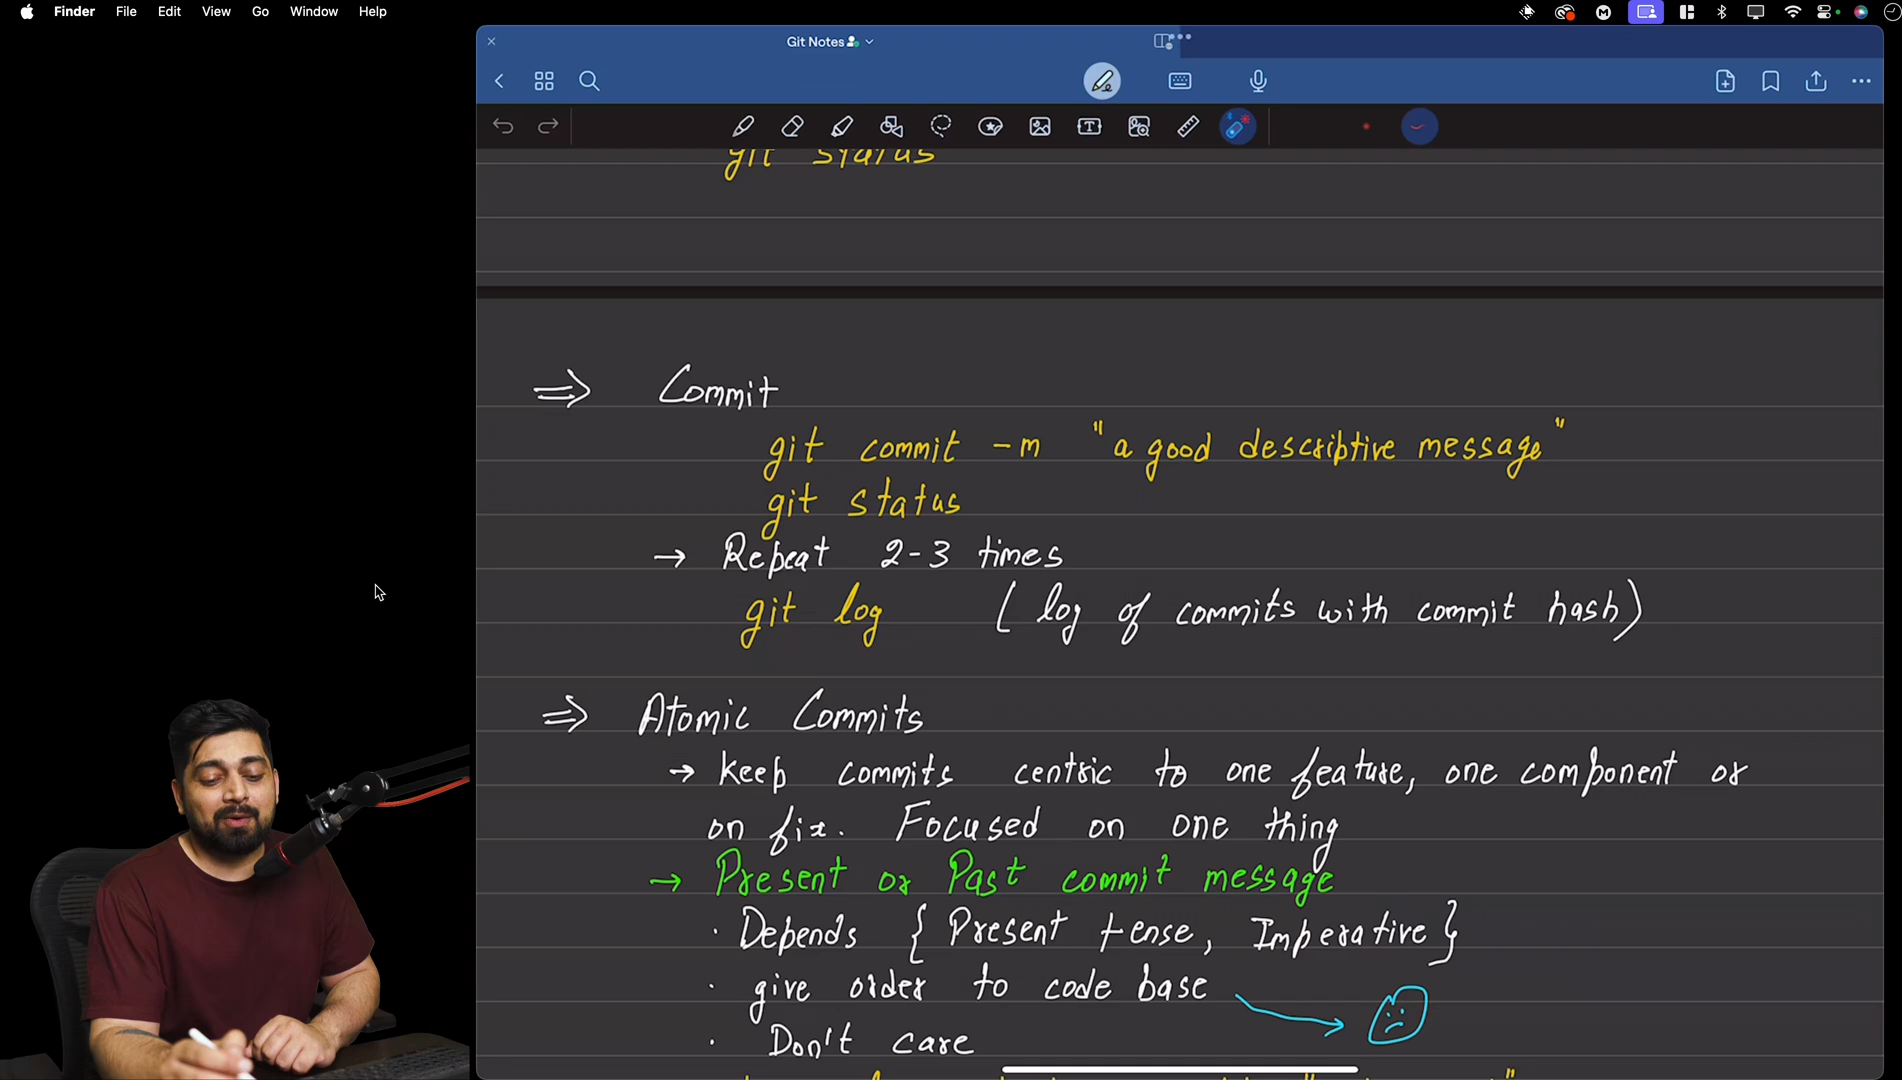 Finder File Edit View Go Window Help
Git Notes
git status
⇒ Commit
git commit -m "a good descriptive message"
git status
→ Repeat 2-3 times
git log (log of commits with commit hash)
⇒ Atomic Commits
→ Keep commits centric to one feature, one component or
on fix. Focused on one thing
→ Present or Past commit message
· Depends {Present tense, Imperative}
· give order to code base
· Don't care